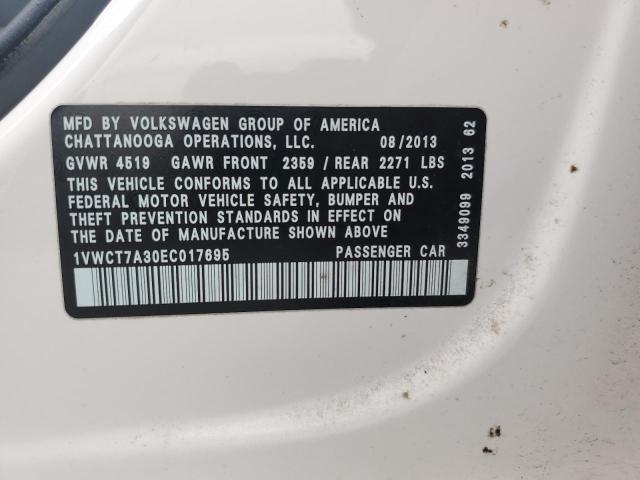 MFD BY VOLKSWAGEN GROUP OF AMERICA
CHATTANOOGA OPERATIONS, LLC. 08/2013
GVWR 4519 GAWR FRONT 2359 / REAR 2271 LBS
THIS VEHICLE CONFORMS TO ALL APPLICABLE U.S.
FEDERAL MOTOR VEHICLE SAFETY, BUMPER AND
THEFT PREVENTION STANDARDS IN EFFECT ON
THE DATE OF MANUFACTURE SHOWN ABOVE
1VWCT7A30EC017695 PASSENGER CAR
3349099 2013 62